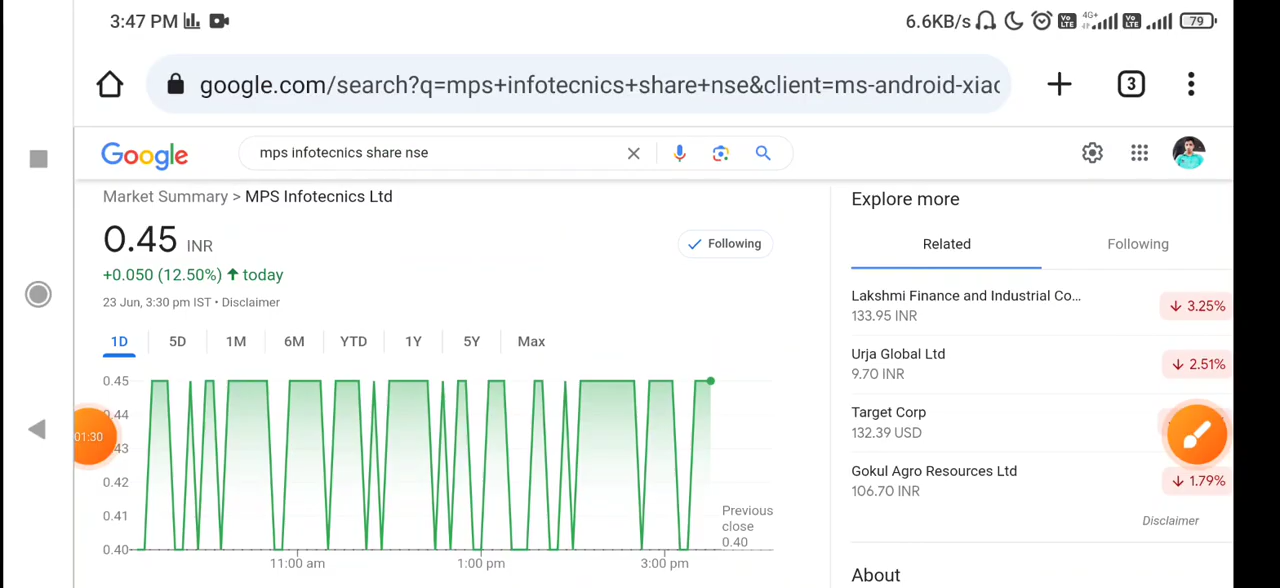 3:47 PM
6.6KB/s
Vo LTE
4G+
Vo LTE
79
google.com/search?q=mps+infotecnics+share+nse&client=ms-android-xiao
3
Google
mps infotecnics share nse
Market Summary > MPS Infotecnics Ltd
0.45 INR
Following
+0.050 (12.50%) ↑ today
23 Jun, 3:30 pm IST • Disclaimer
1D
5D
1M
6M
YTD
1Y
5Y
Max
0.45
0.44
43
0.42
0.41
0.40
01:30
Previous
close
0.40
11:00 am
1:00 pm
3:00 pm
Explore more
Related
Following
Lakshmi Finance and Industrial Co...
133.95 INR
↓ 3.25%
Urja Global Ltd
9.70 INR
↓ 2.51%
Target Corp
132.39 USD
Gokul Agro Resources Ltd
106.70 INR
↓ 1.79%
Disclaimer
About